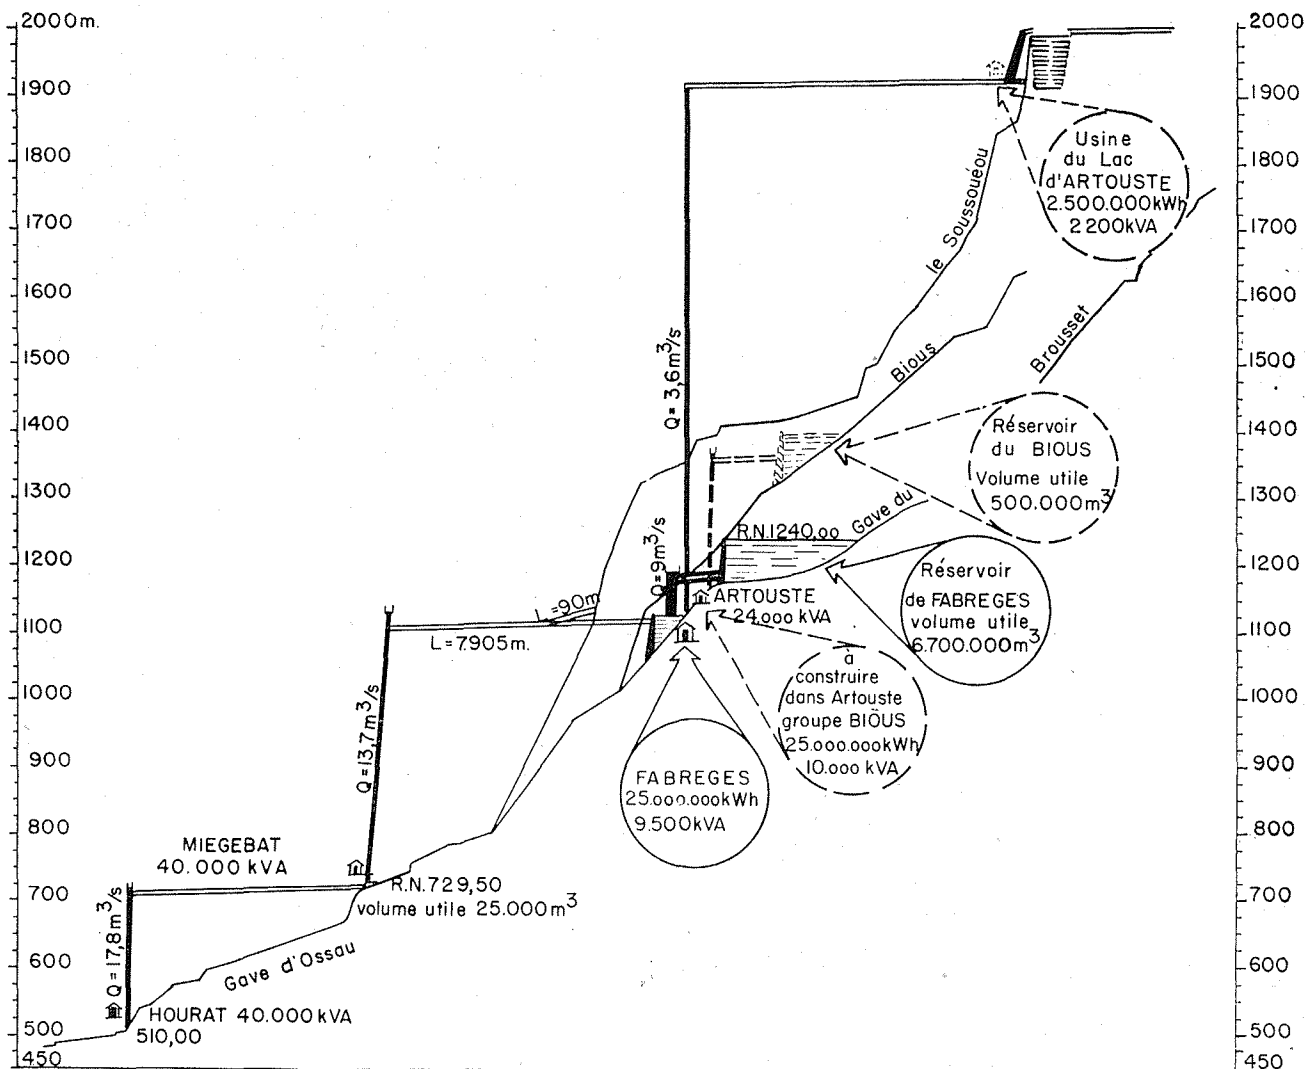 2000m.
1900
1800
1700
1600
1500
1400
1300
1200
1100
1000
900
800
700
600
500
450
2000
1900
1800
1700
1600
1500
1400
1300
1200
1100
1000
900
800
700
600
500
450
Usine
du Lac
d'ARTOUSTE
2.500.000kWh
2200kVA
le Soussouéou
Bious
Brousset
Q= 3,6m³/s
Réservoir
du BIOUS
Volume utile
500.000m³
Gave du
R.N.1240,00
Q=9m³/s
Réservoir
de FABREGES
volume utile
6.700.000m³
ARTOUSTE
24.000 kVA
L=90m
L=7.905m.
à
construire
dans Artouste
groupe BIOUS
25.000.000kWh
10.000 kVA
Q=13,7m³/s
FABREGES
25.000.000kWh
9.500kVA
MIEGEBAT
40.000 kVA
R.N.729,50
volume utile 25.000m³
Q=17,8m³/s
Gave d'Ossau
HOURAT 40.000kVA
510,00